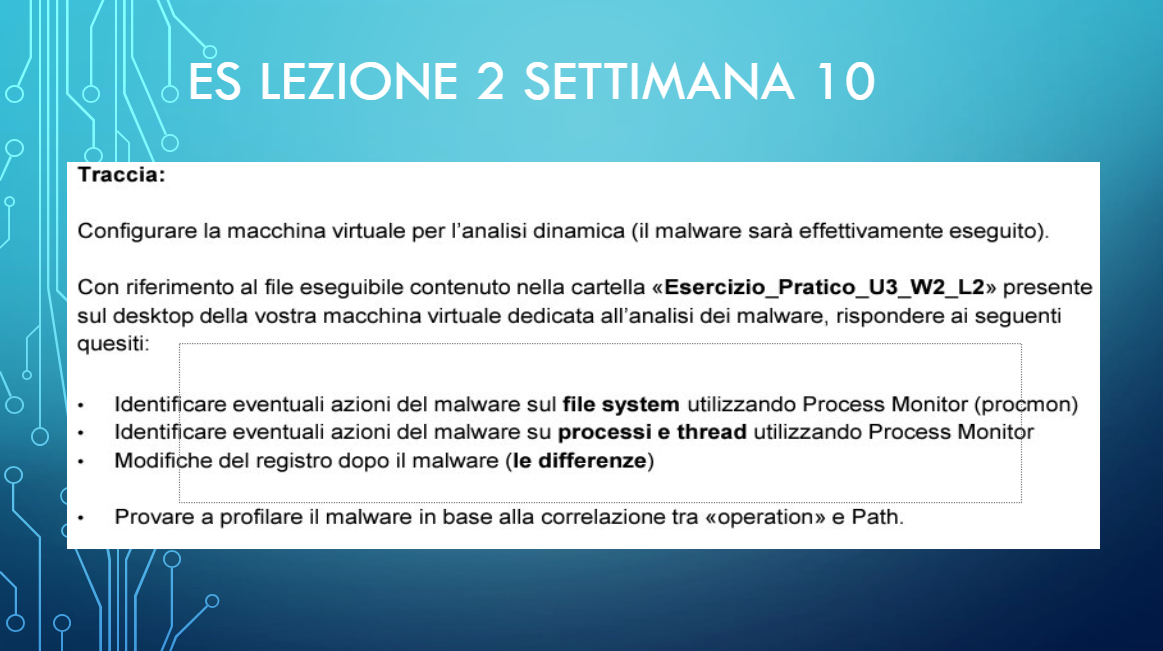 ES LEZIONE 2 SETTIMANA 10
Traccia:
Configurare la macchina virtuale per l'analisi dinamica (il malware sarà effettivamente eseguito).
Con riferimento al file eseguibile contenuto nella cartella «Esercizio_Pratico_U3_W2_L2» presente
sul desktop della vostra macchina virtuale dedicata all'analisi dei malware, rispondere ai seguenti
quesiti:
• Identificare eventuali azioni del malware sul file system utilizzando Process Monitor (procmon)
• Identificare eventuali azioni del malware su processi e thread utilizzando Process Monitor
• Modifiche del registro dopo il malware (le differenze)
• Provare a profilare il malware in base alla correlazione tra «operation» e Path.